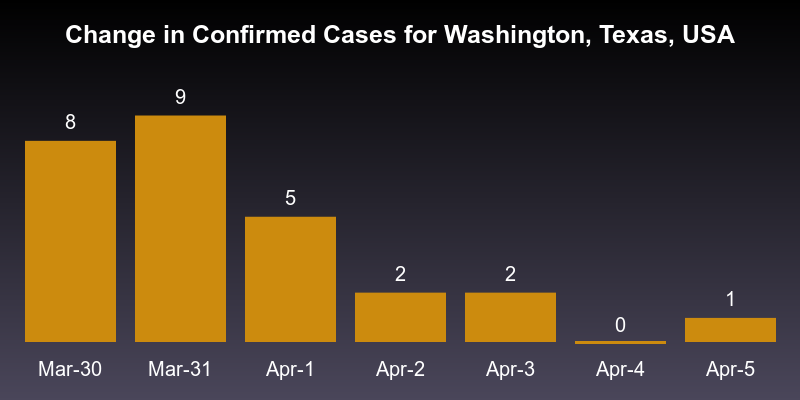 Change in Confirmed Cases for Washington, Texas, USA
8
9
5
2
2
0
1
Mar-30
Mar-31
Apr-1
Apr-2
Apr-3
Apr-4
Apr-5